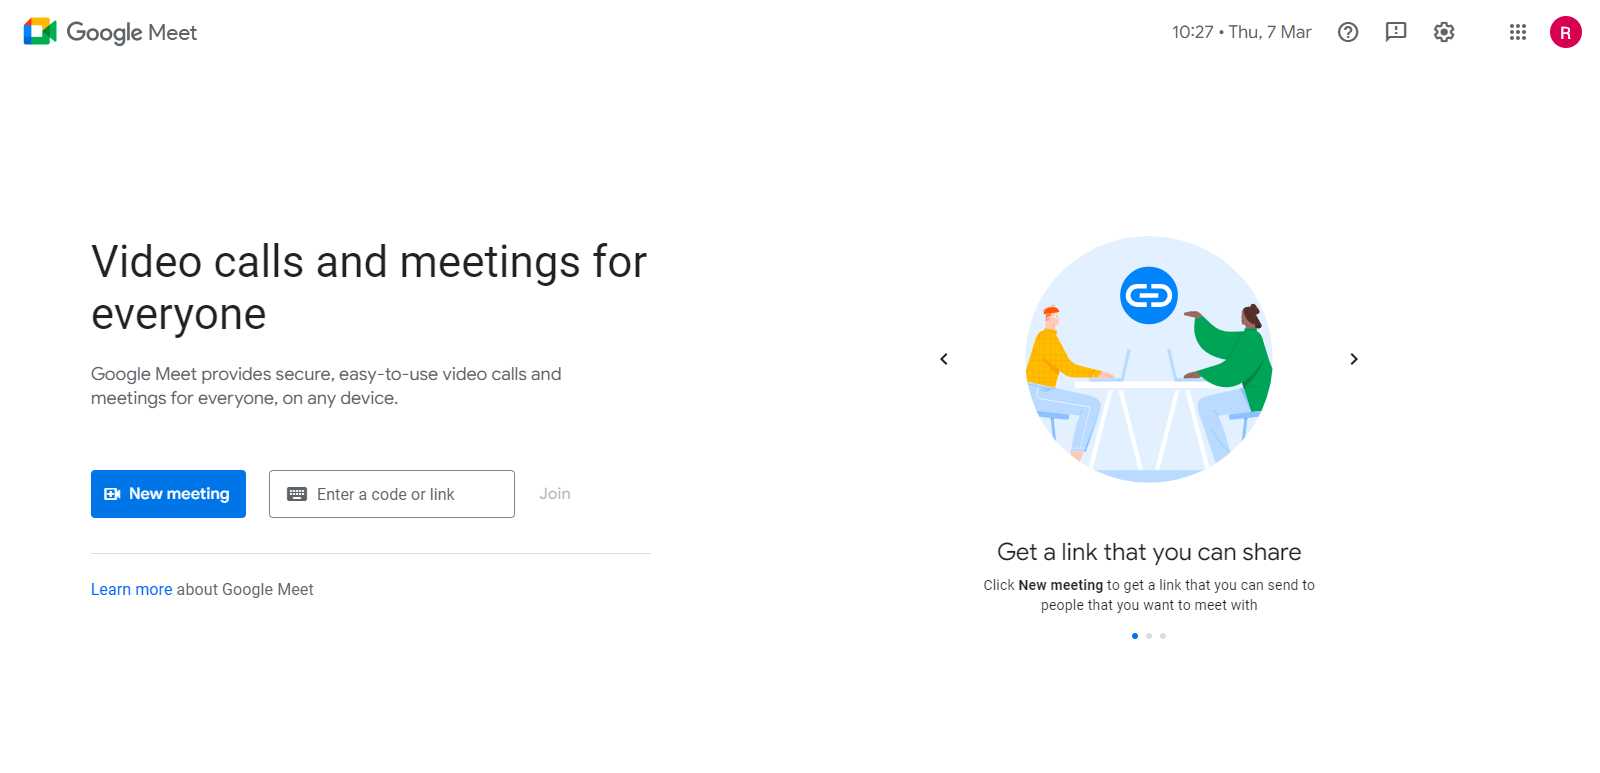 Google Meet
10:27 • Thu, 7 Mar
R
Video calls and meetings for
everyone
Google Meet provides secure, easy-to-use video calls and
meetings for everyone, on any device.
New meeting
Enter a code or link
Join
Learn more about Google Meet
Get a link that you can share
Click New meeting to get a link that you can send to
people that you want to meet with